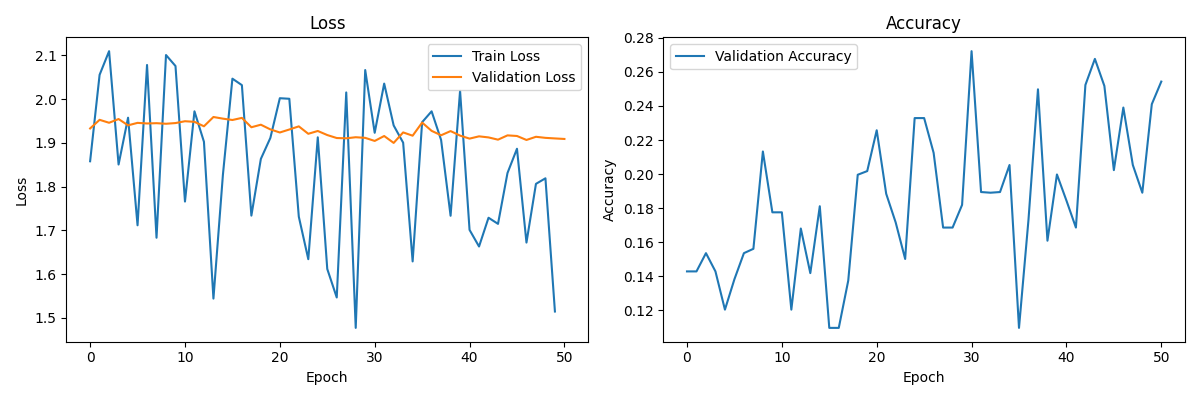 Loss
Train Loss
Validation Loss
2.1
2.0
1.9
1.8
1.7
1.6
1.5
Loss
0 10 20 30 40 50
Epoch
Accuracy
Validation Accuracy
0.28
0.26
0.24
0.22
0.20
0.18
0.16
0.14
0.12
Accuracy
0 10 20 30 40 50
Epoch